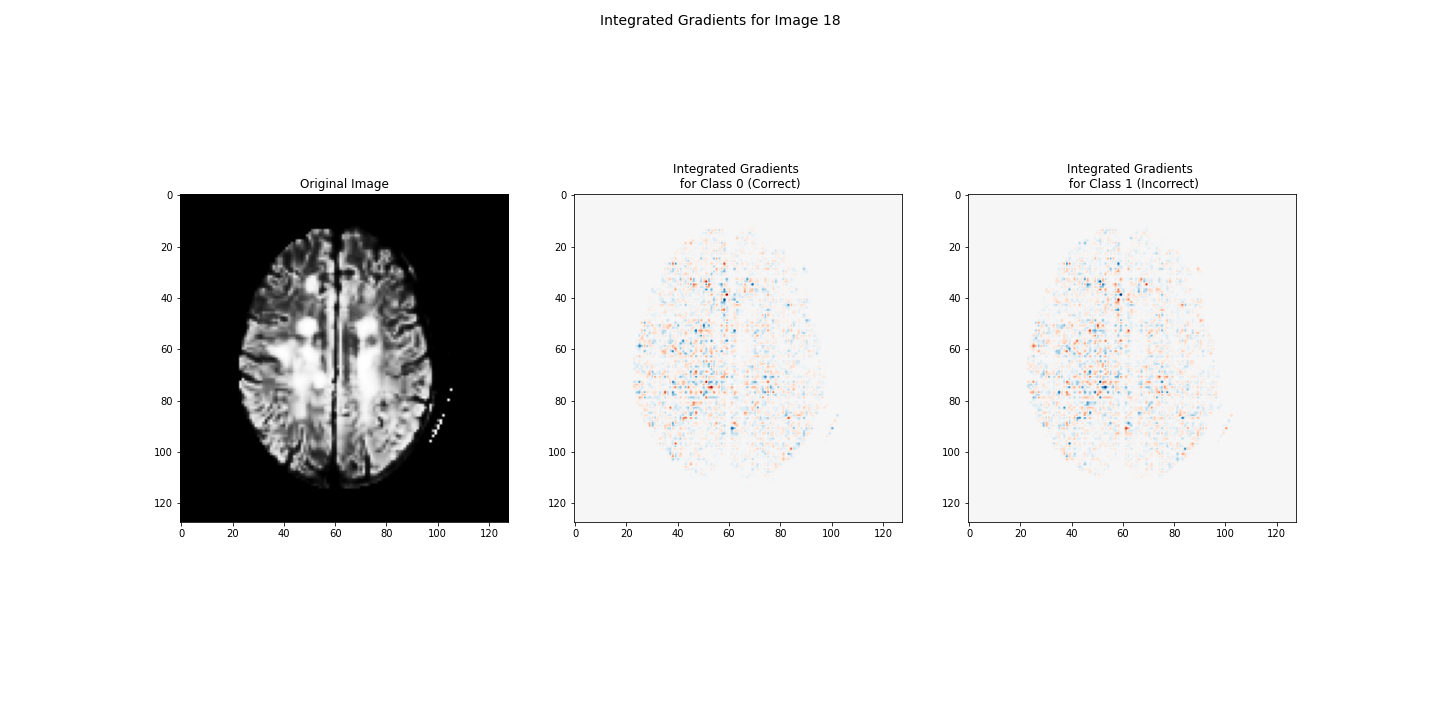 Integrated Gradients for Image 18
Original Image
0
20
40
60
80
100
120
0 20 40 60 80 100 120
Integrated Gradients
for Class 0 (Correct)
0
20
40
60
80
100
120
0 20 40 60 80 100 120
Integrated Gradients
for Class 1 (Incorrect)
0
20
40
60
80
100
120
0 20 40 60 80 100 120